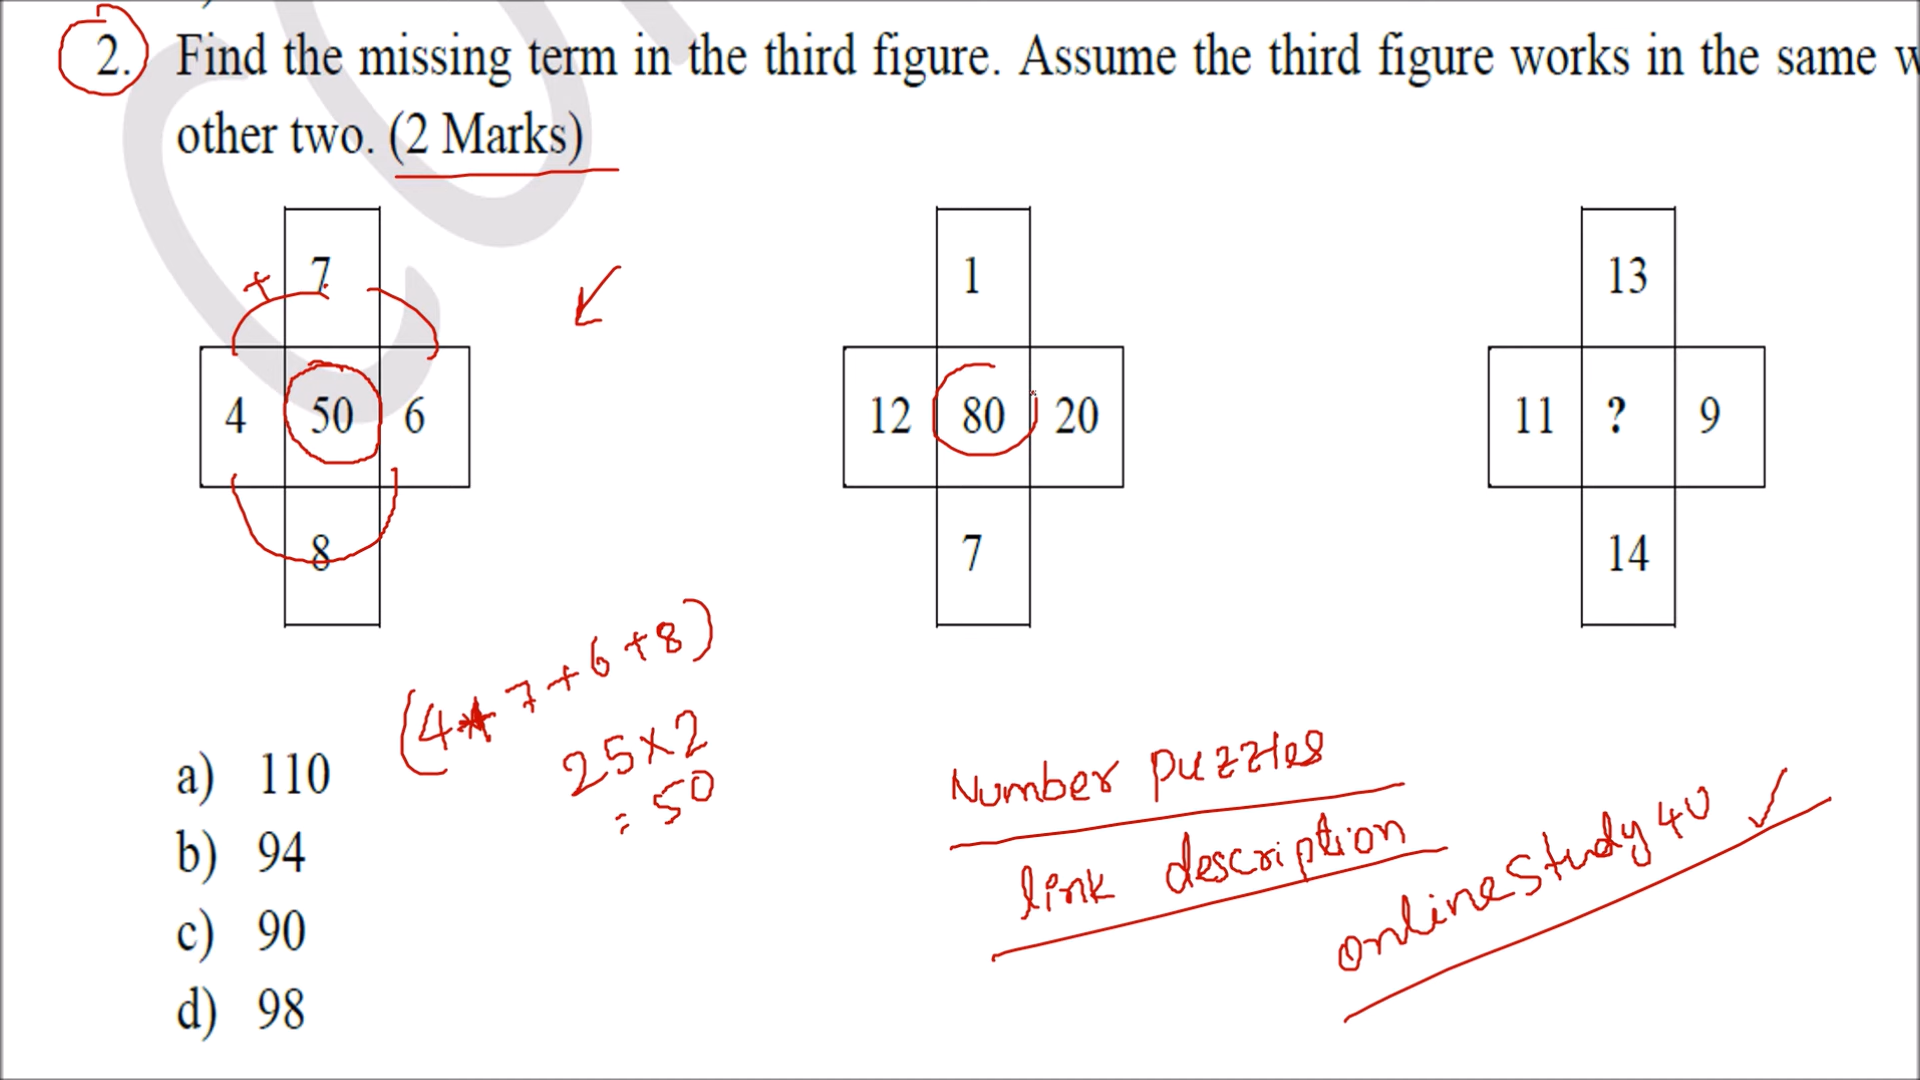 2. Find the missing term in the third figure. Assume the third figure works in the same w
other two. (2 Marks)
7
+
4 50 6
8
1
12 80 20
7
13
11 ? 9
14
(4+7+6+8)
25×2
= 50
a) 110
b) 94
c) 90
d) 98
Number puzzles
link description
onlinestudy4u